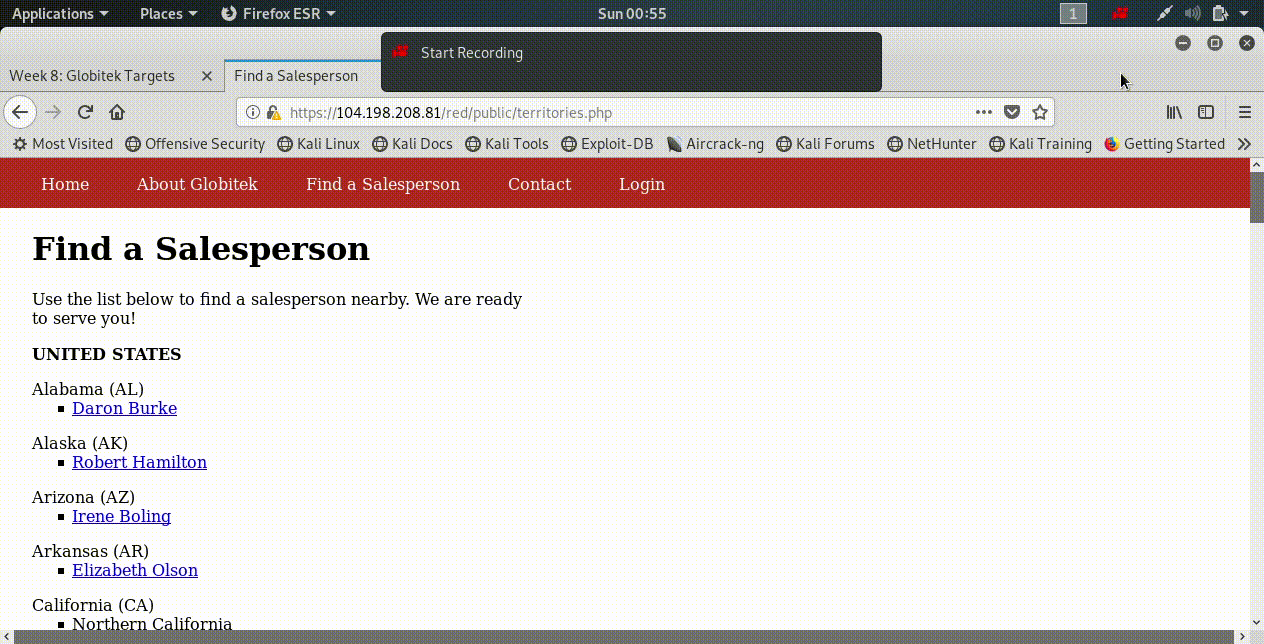 Applications Places Firefox ESR Sun 00:55 1
Start Recording
Week 8: Globitek Targets Find a Salesperson
https://104.198.208.81/red/public/territories.php
Most Visited Offensive Security Kali Linux Kali Docs Kali Tools Exploit-DB Aircrack-ng Kali Forums NetHunter Kali Training Getting Started
Home About Globitek Find a Salesperson Contact Login
Find a Salesperson
Use the list below to find a salesperson nearby. We are ready
to serve you!
UNITED STATES
Alabama (AL)
Daron Burke
Alaska (AK)
Robert Hamilton
Arizona (AZ)
Irene Boling
Arkansas (AR)
Elizabeth Olson
California (CA)
Northern California